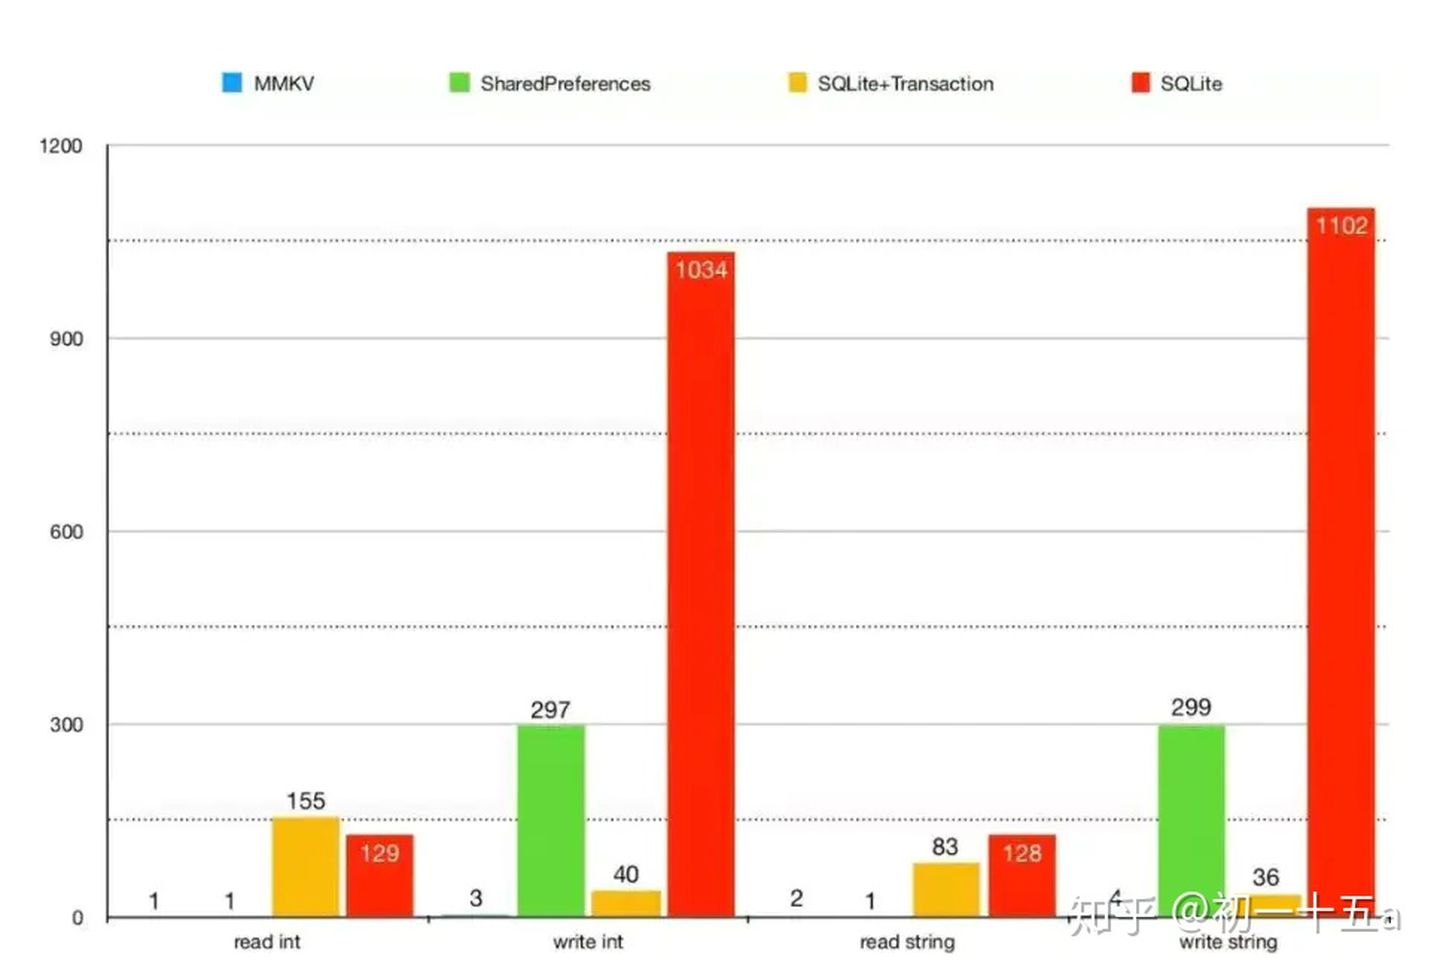 MMKV SharedPreferences SQLite+Transaction SQLite
1200
1102
1034
900
600
297 299
300
155
129 83 128
40 36
1 1 3 2 1 4
0
read int write int read string write string
知乎 @初一十五a